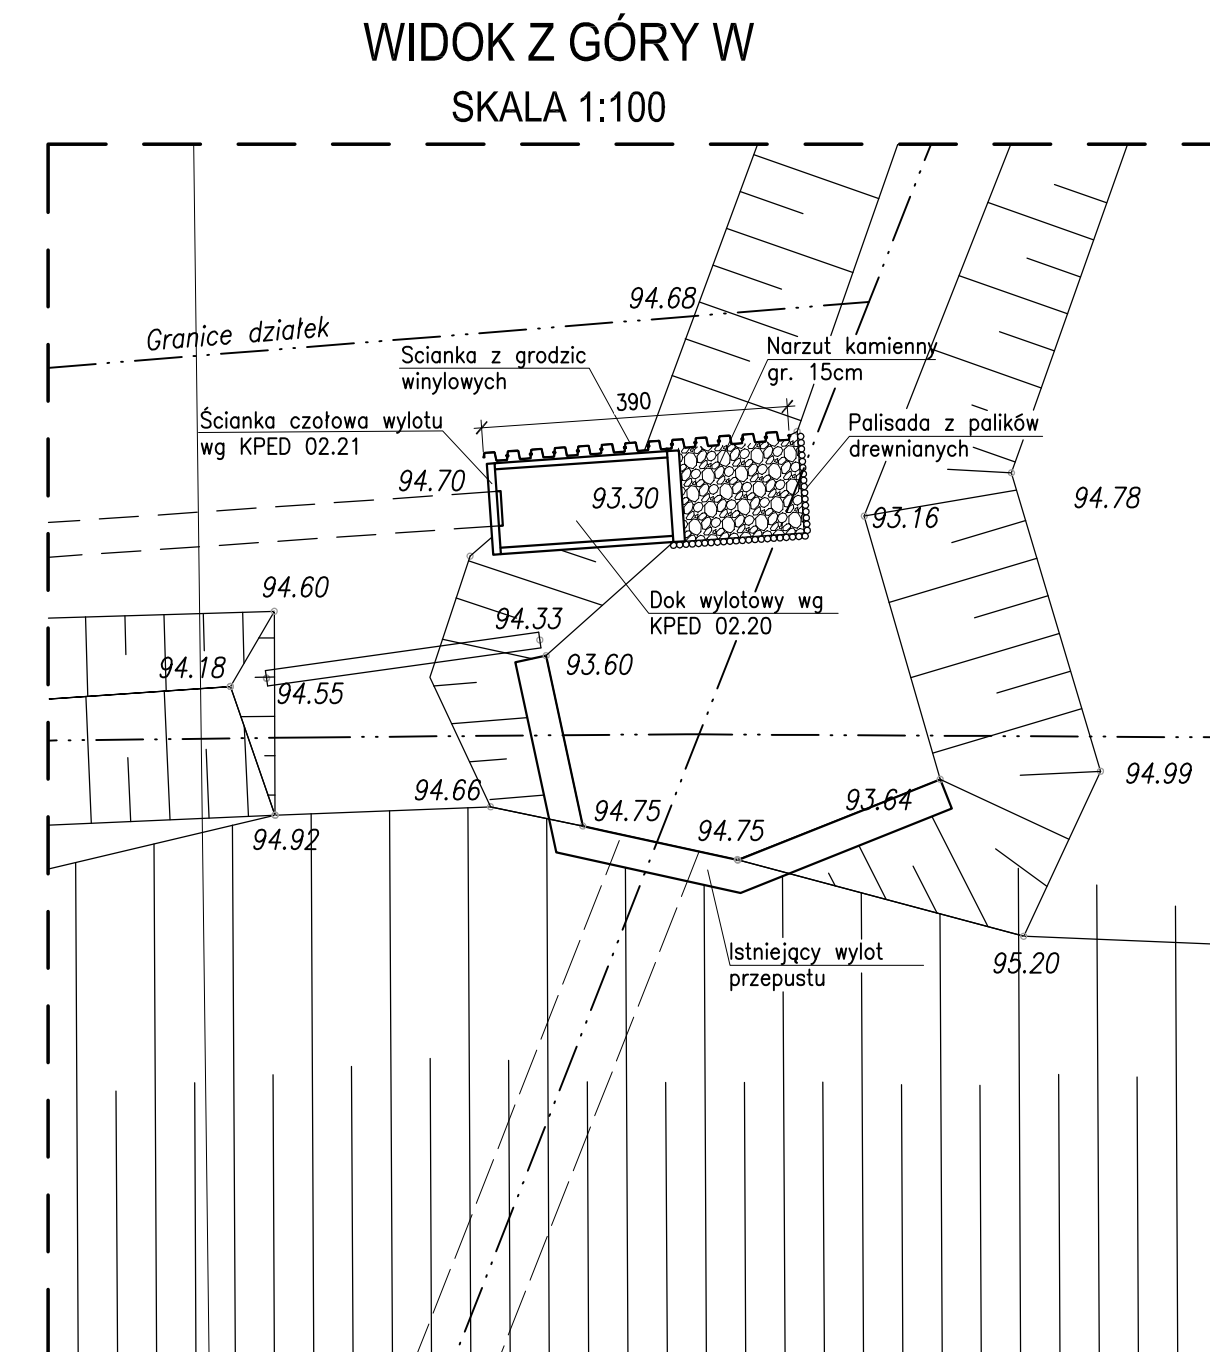 WIDOK Z GÓRY W
SKALA 1:100
94.68
Granice działek
Scianka z grodzic
winylowych
Narzut kamienny
gr. 15cm
390
Ścianka czołowa wylotu
wg KPED 02.21
Palisada z palików
drewnianych
94.70
93.30
94.78
93.16
94.60
Dok wylotowy wg
KPED 02.20
94.33
94.18
93.60
94.55
94.66
94.99
93.64
94.75
94.75
94.92
Istniejący wylot
przepustu
95.20